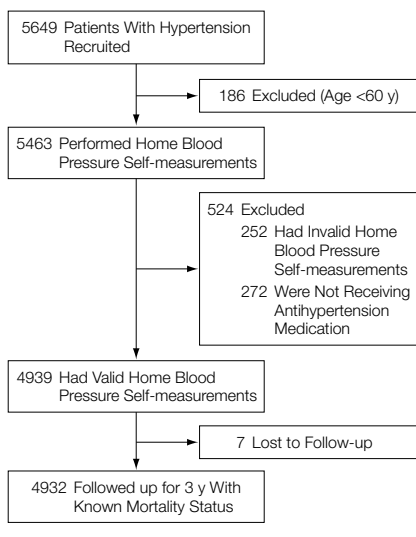 5649 Patients With Hypertension
Recruited
186 Excluded (Age <60 y)
5463 Performed Home Blood
Pressure Self-measurements
524 Excluded
252 Had Invalid Home
Blood Pressure
Self-measurements
272 Were Not Receiving
Antihypertension
Medication
4939 Had Valid Home Blood
Pressure Self-measurements
7 Lost to Follow-up
4932 Followed up for 3 y With
Known Mortality Status